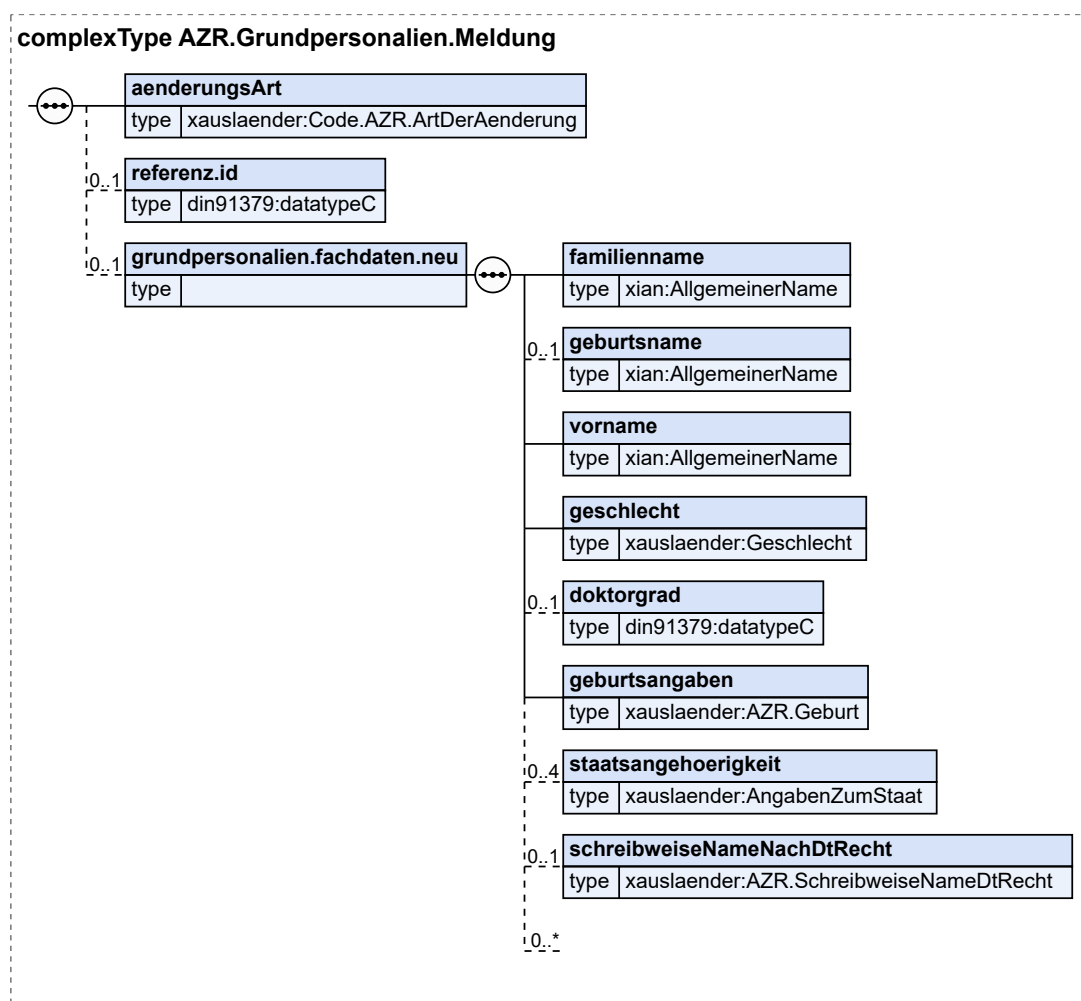 complexType AZR.Grundpersonalien.Meldung
aenderungsArt
type xauslaender:Code.AZR.ArtDerAenderung
0..1 referenz.id
type din91379:datatypeC
0..1 grundpersonalien.fachdaten.neu
type
familienname
type xian:AllgemeinerName
0..1 geburtsname
type xian:AllgemeinerName
vorname
type xian:AllgemeinerName
geschlecht
type xauslaender:Geschlecht
0..1 doktorgrad
type din91379:datatypeC
geburtsangaben
type xauslaender:AZR.Geburt
0..4 staatsangehoerigkeit
type xauslaender:AngabenZumStaat
0..1 schreibweiseNameNachDtRecht
type xauslaender:AZR.SchreibweiseNameDtRecht
0..*